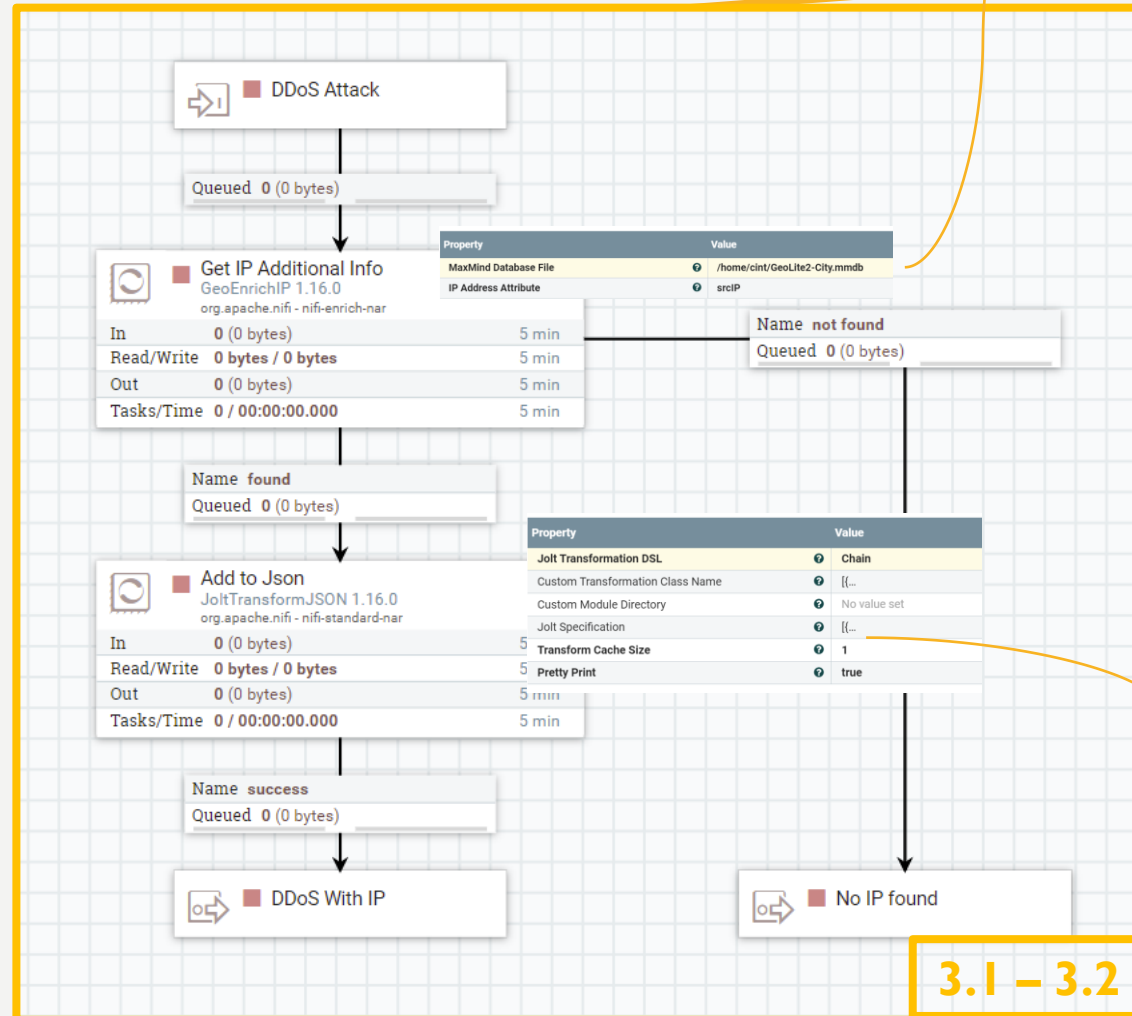 DDoS Attack
Queued 0 (0 bytes)
Get IP Additional Info
GeoEnrichIP 1.16.0
org.apache.nifi - nifi-enrich-nar
In 0 (0 bytes) 5 min
Read/Write 0 bytes / 0 bytes 5 min
Out 0 (0 bytes) 5 min
Tasks/Time 0 / 00:00:00.000 5 min
Property Value
MaxMind Database File /home/cint/GeoLite2-City.mmdb
IP Address Attribute srcIP
Name not found
Queued 0 (0 bytes)
Name found
Queued 0 (0 bytes)
Add to Json
JoltTransformJSON 1.16.0
org.apache.nifi - nifi-standard-nar
In 0 (0 bytes) 5
Read/Write 0 bytes / 0 bytes 5
Out 0 (0 bytes) 5 min
Tasks/Time 0 / 00:00:00.000 5 min
Property Value
Jolt Transformation DSL Chain
Custom Transformation Class Name [{...
Custom Module Directory No value set
Jolt Specification [{...
Transform Cache Size 1
Pretty Print true
Name success
Queued 0 (0 bytes)
DDoS With IP
No IP found
3.1 – 3.2